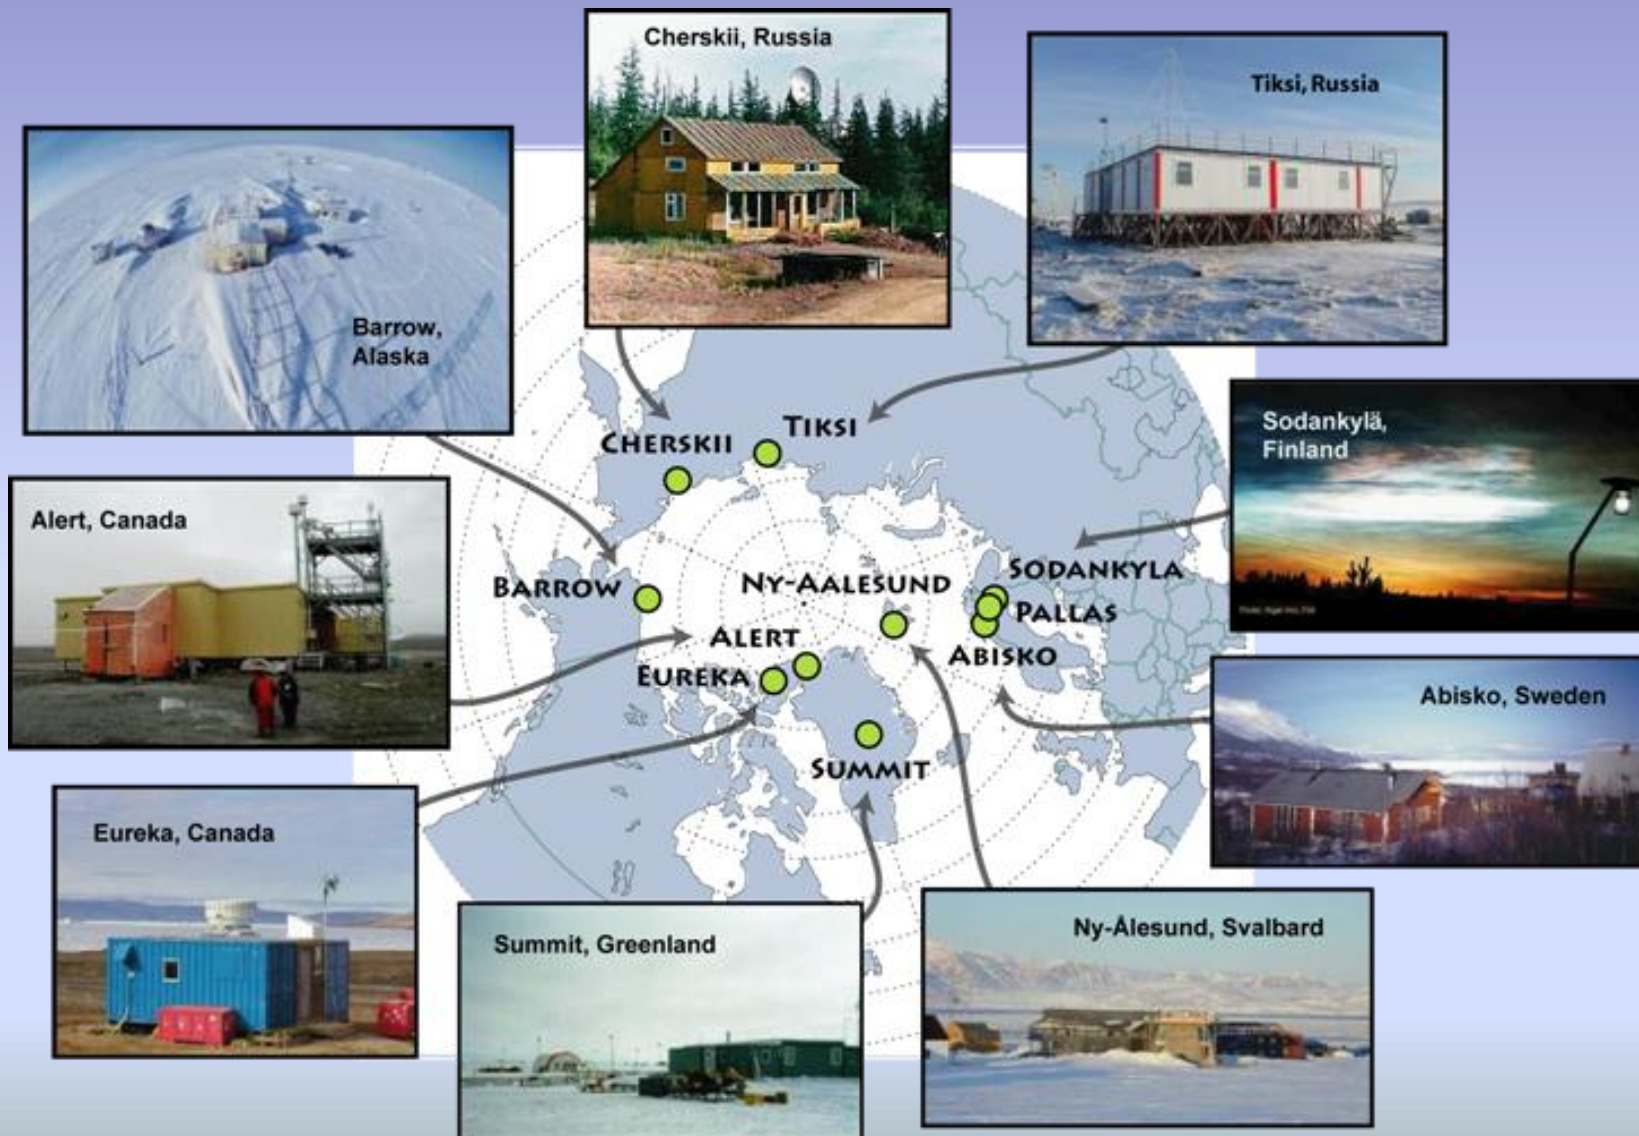 Cherskii, Russia
Tiksi, Russia
Barrow,
Alaska
Sodankylä,
Finland
TIKSI
CHERSKII
Alert, Canada
SODANKYLA
BARROW
NY-AALESUND
PALLAS
ALERT
ABISKO
EUREKA
Abisko, Sweden
SUMMIT
Eureka, Canada
Summit, Greenland
Ny-Ålesund, Svalbard